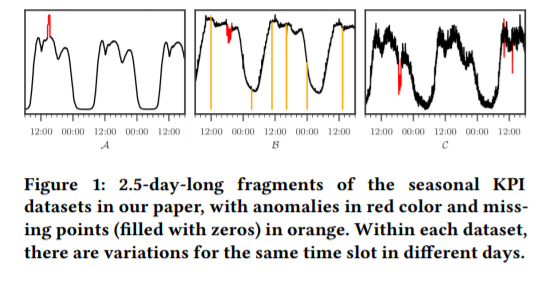 12:00 00:00 12:00 00:00 12:00
12:00 00:00 12:00 00:00 12:00
12:00 00:00 12:00 00:00 12:00
A
B
C
Figure 1: 2.5-day-long fragments of the seasonal KPI
datasets in our paper, with anomalies in red color and miss-
ing points (filled with zeros) in orange. Within each dataset,
there are variations for the same time slot in different days.